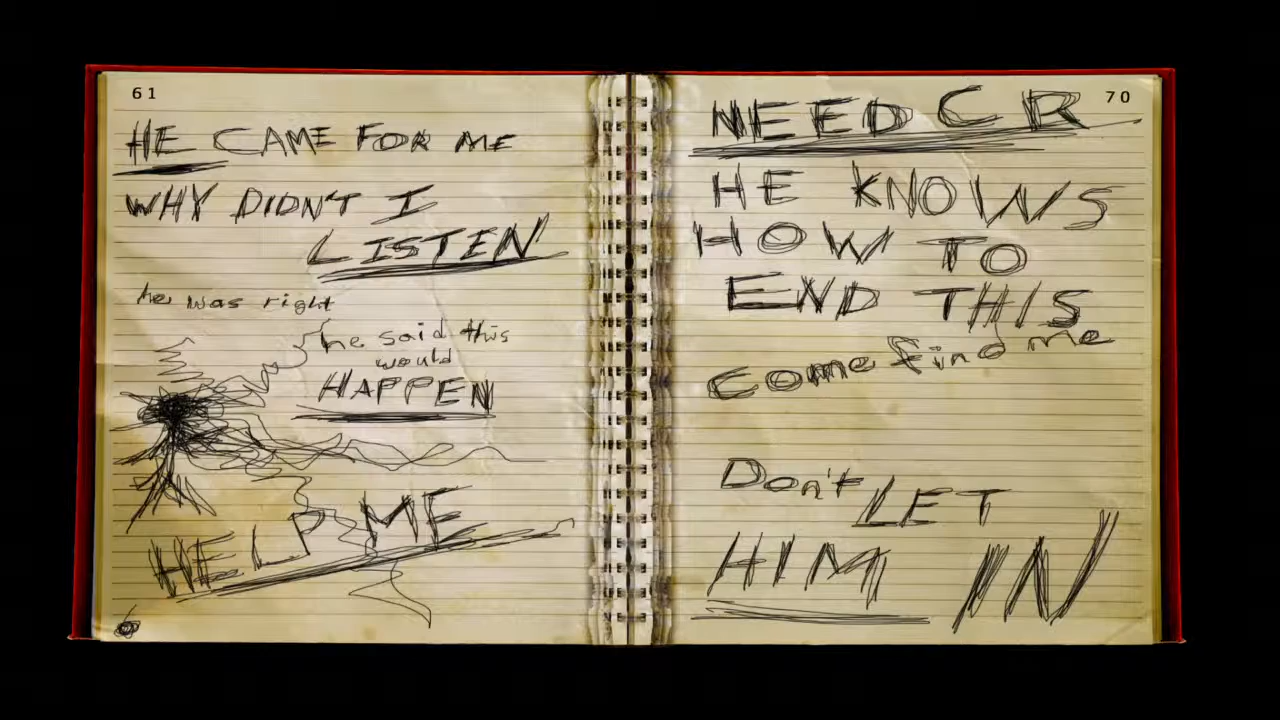 61
HE CAME FOR ME
WHY DIDN'T I
LISTEN
he was right
he said this
would
HAPPEN
HELP ME
70
NEED CR
HE KNOWS
HOW TO
END THIS
come find me
Don't LET
HIM IN